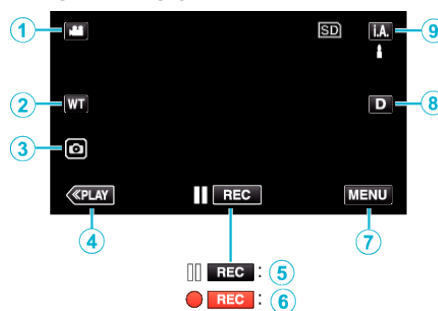 1
SD
i.A.
9
2
WT
D
8
3
≪PLAY
REC
MENU
4
7
REC : 5
REC : 6